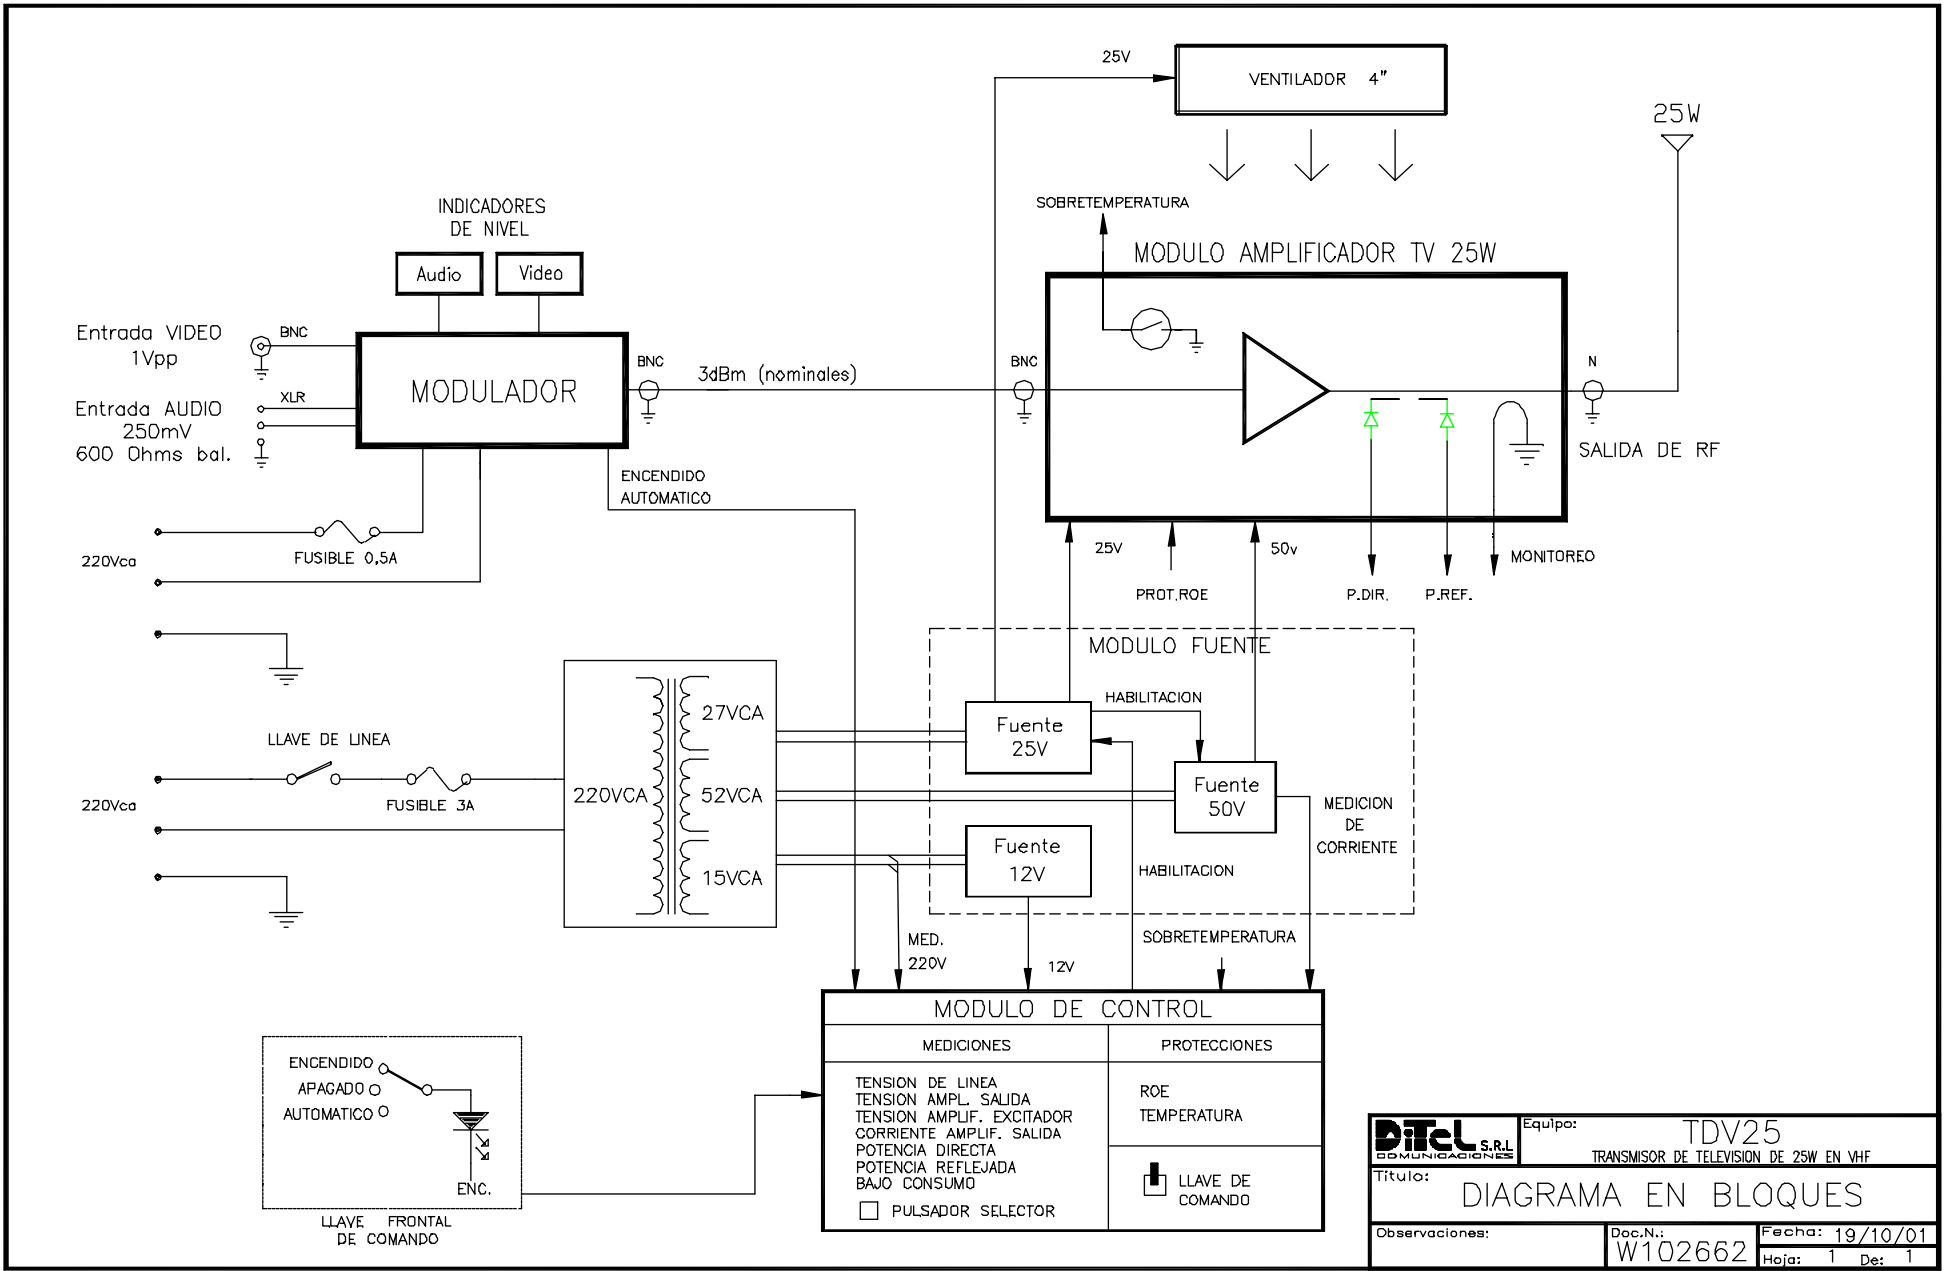 25V
VENTILADOR 4"
25W
SOBRETEMPERATURA
MODULO AMPLIFICADOR TV 25W
INDICADORES
DE NIVEL
Audio
Video
Entrada VIDEO
1Vpp
BNC
MODULADOR
BNC
3dBm (nominales)
BNC
N
XLR
Entrada AUDIO
250mV
600 Ohms bal.
SALIDA DE RF
ENCENDIDO
AUTOMATICO
220Vca
FUSIBLE 0,5A
25V
PROT.ROE
50v
P.DIR.
P.REF.
MONITOREO
MODULO FUENTE
HABILITACION
Fuente
25V
LLAVE DE LINEA
FUSIBLE 3A
220Vca
220VCA
27VCA
52VCA
15VCA
Fuente
50V
MEDICION
DE
CORRIENTE
Fuente
12V
HABILITACION
MED.
220V
12V
SOBRETEMPERATURA
MODULO DE CONTROL
MEDICIONES
PROTECCIONES
TENSION DE LINEA
TENSION AMPL. SALIDA
TENSION AMPLIF. EXCITADOR
CORRIENTE AMPLIF. SALIDA
POTENCIA DIRECTA
POTENCIA REFLEJADA
BAJO CONSUMO
PULSADOR SELECTOR
ROE
TEMPERATURA
LLAVE DE
COMANDO
ENCENDIDO
APAGADO
AUTOMATICO
ENC.
LLAVE FRONTAL
DE COMANDO
DiTeL S.R.L
COMUNICACIONES
Equipo:
TDV25
TRANSMISOR DE TELEVISION DE 25W EN VHF
Titulo:
DIAGRAMA EN BLOQUES
Observaciones:
Doc.N.:
W102662
Fecha: 19/10/01
Hoja: 1 De: 1